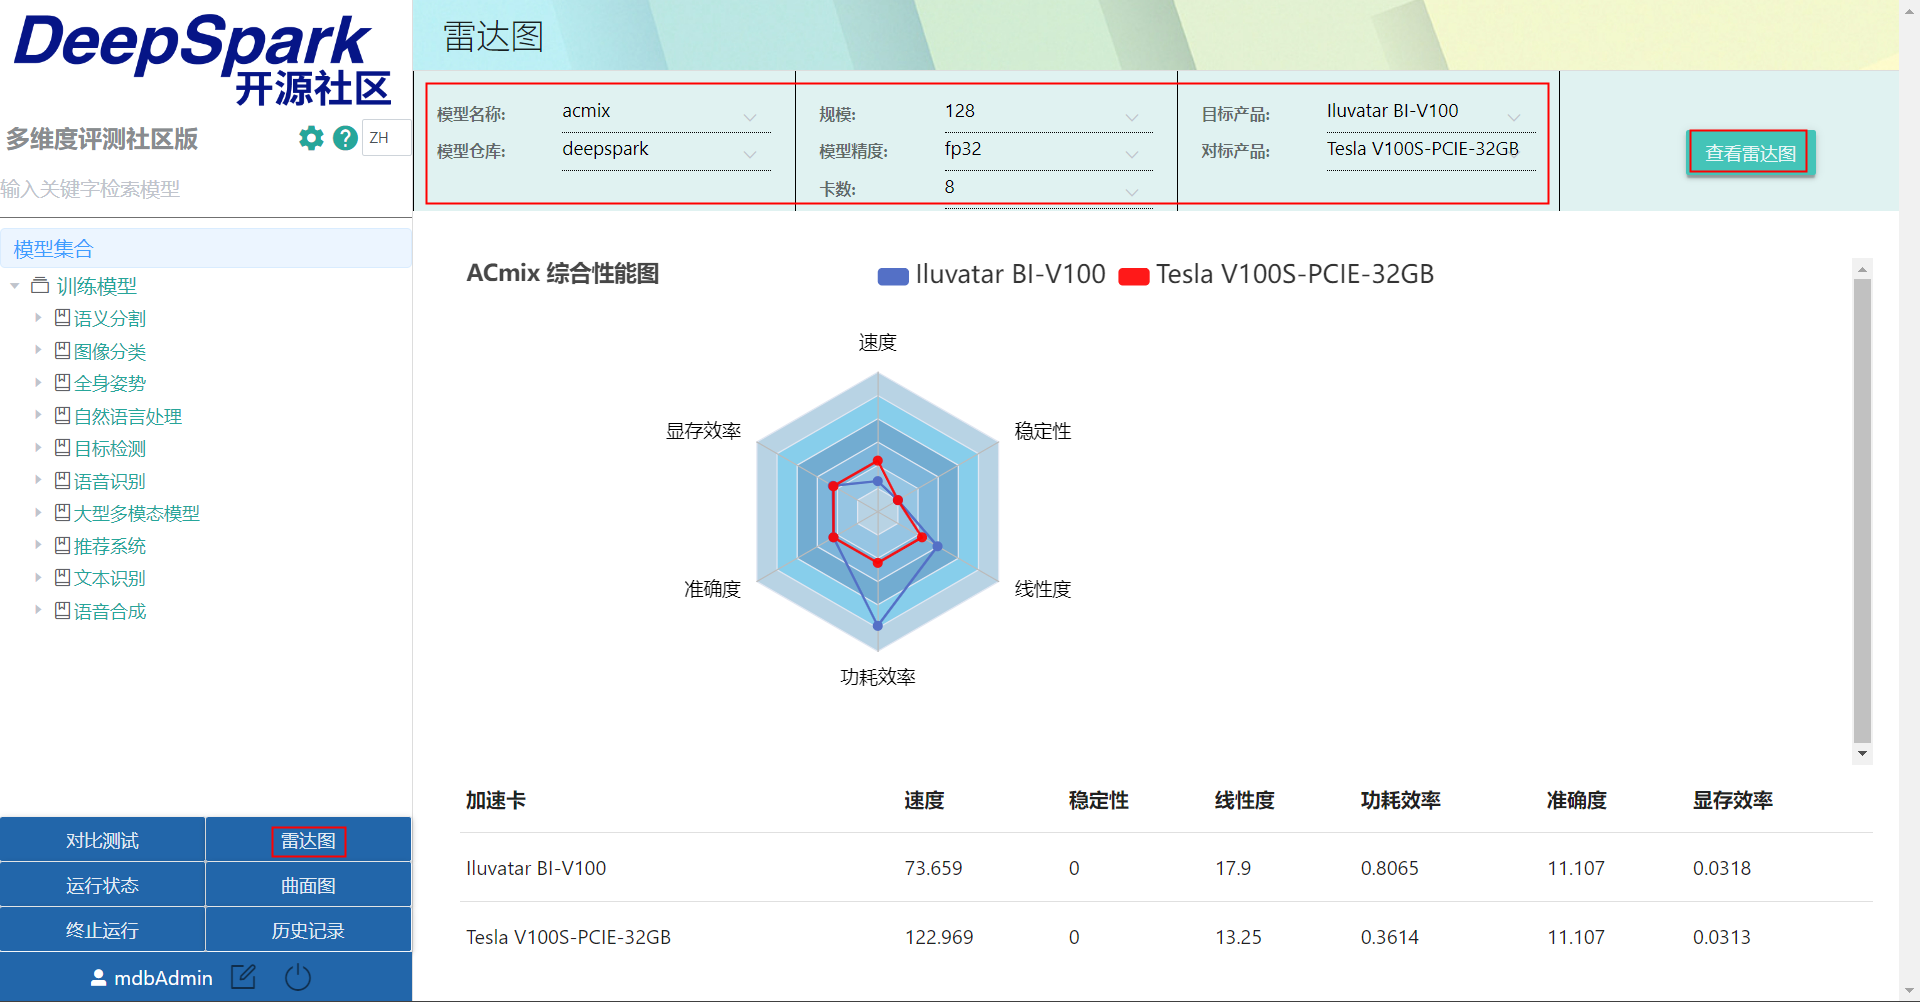 DeepSpark
开源社区
多维度评测社区版
ZH
输入关键字检索模型
模型集合
训练模型
语义分割
图像分类
全身姿势
自然语言处理
目标检测
语音识别
大型多模态模型
推荐系统
文本识别
语音合成
对比测试
雷达图
运行状态
曲面图
终止运行
历史记录
mdbAdmin
雷达图
模型名称: acmix
模型仓库: deepspark
规模: 128
模型精度: fp32
卡数: 8
目标产品: Iluvatar BI-V100
对标产品: Tesla V100S-PCIE-32GB
查看雷达图
ACmix 综合性能图
Iluvatar BI-V100
Tesla V100S-PCIE-32GB
速度
显存效率
稳定性
准确度
线性度
功耗效率
加速卡 速度 稳定性 线性度 功耗效率 准确度 显存效率
Iluvatar BI-V100 73.659 0 17.9 0.8065 11.107 0.0318
Tesla V100S-PCIE-32GB 122.969 0 13.25 0.3614 11.107 0.0313